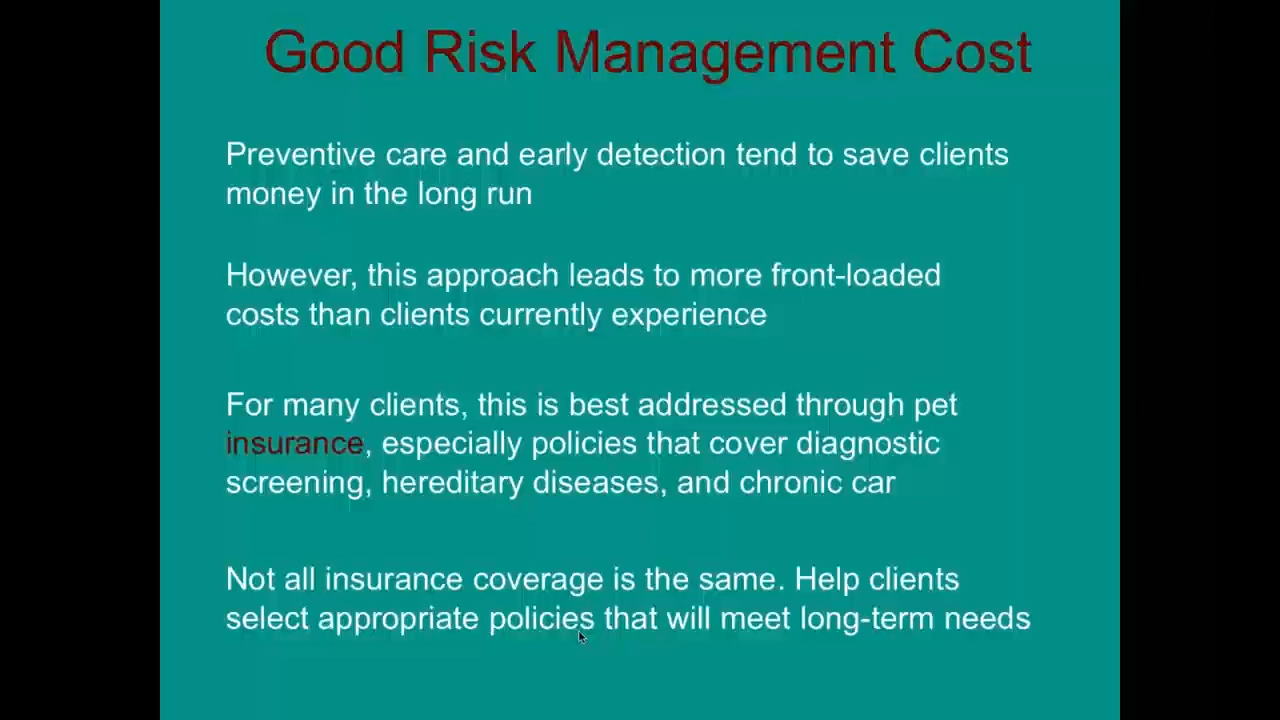 Good Risk Management Cost
Preventive care and early detection tend to save clients
money in the long run
However, this approach leads to more front-loaded
costs than clients currently experience
For many clients, this is best addressed through pet
insurance, especially policies that cover diagnostic
screening, hereditary diseases, and chronic car
Not all insurance coverage is the same. Help clients
select appropriate policies that will meet long-term needs